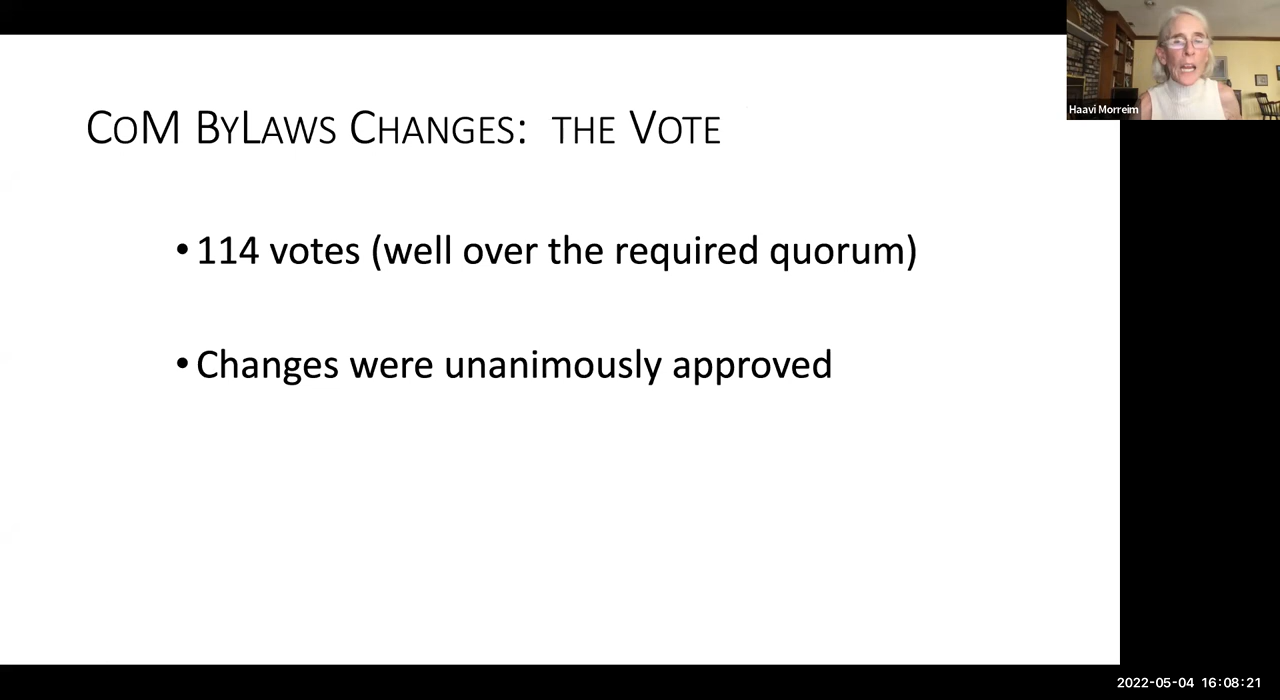 Haavi Morreim
CoM ByLaws Changes:  the Vote
• 114 votes (well over the required quorum)
• Changes were unanimously approved
2022-05-04 16:08:21